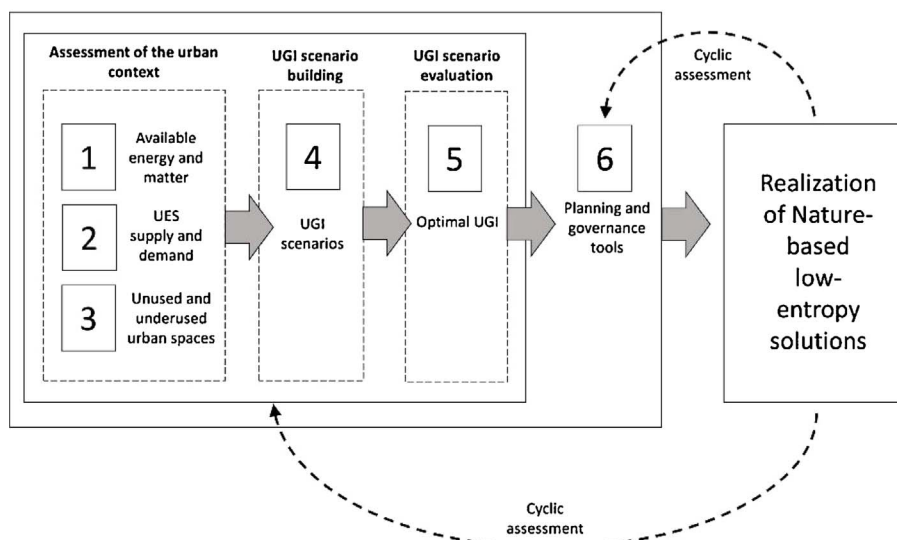 Assessment of the urban
context
1
Available
energy and
matter
2
UES
supply and
demand
3
Unused and
underused
urban spaces
UGI scenario
building
4
UGI
scenarios
UGI scenario
evaluation
5
Optimal UGI
6
Planning and
governance
tools
Cyclic
assessment
Realization
of Nature-
based
low-
entropy
solutions
Cyclic
assessment